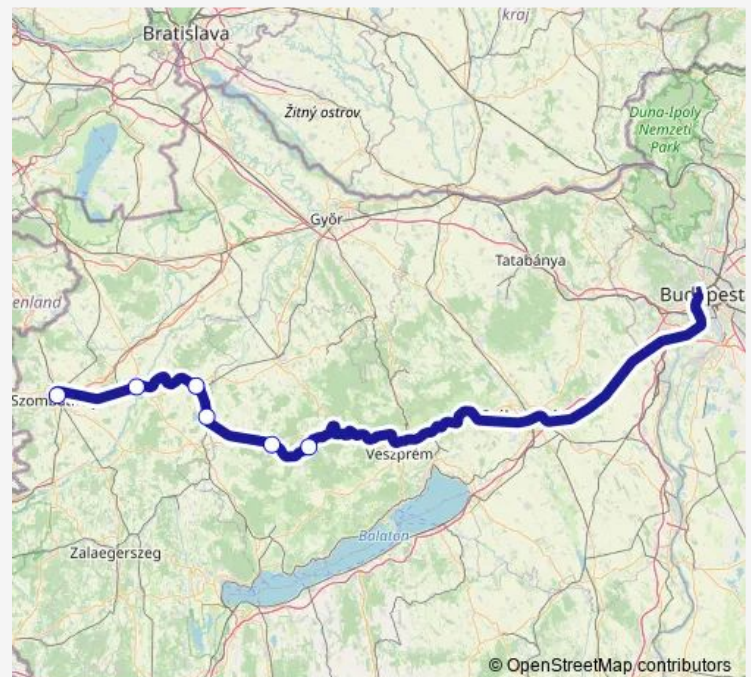 kraj
Bratislava
Žitný ostrov
Duna-Ipoly
Nemzeti
Park
Győr
Tatabánya
enland
Budapest
Veszprém
Balaton
Zalaegerszeg
© OpenStreetMap contributors